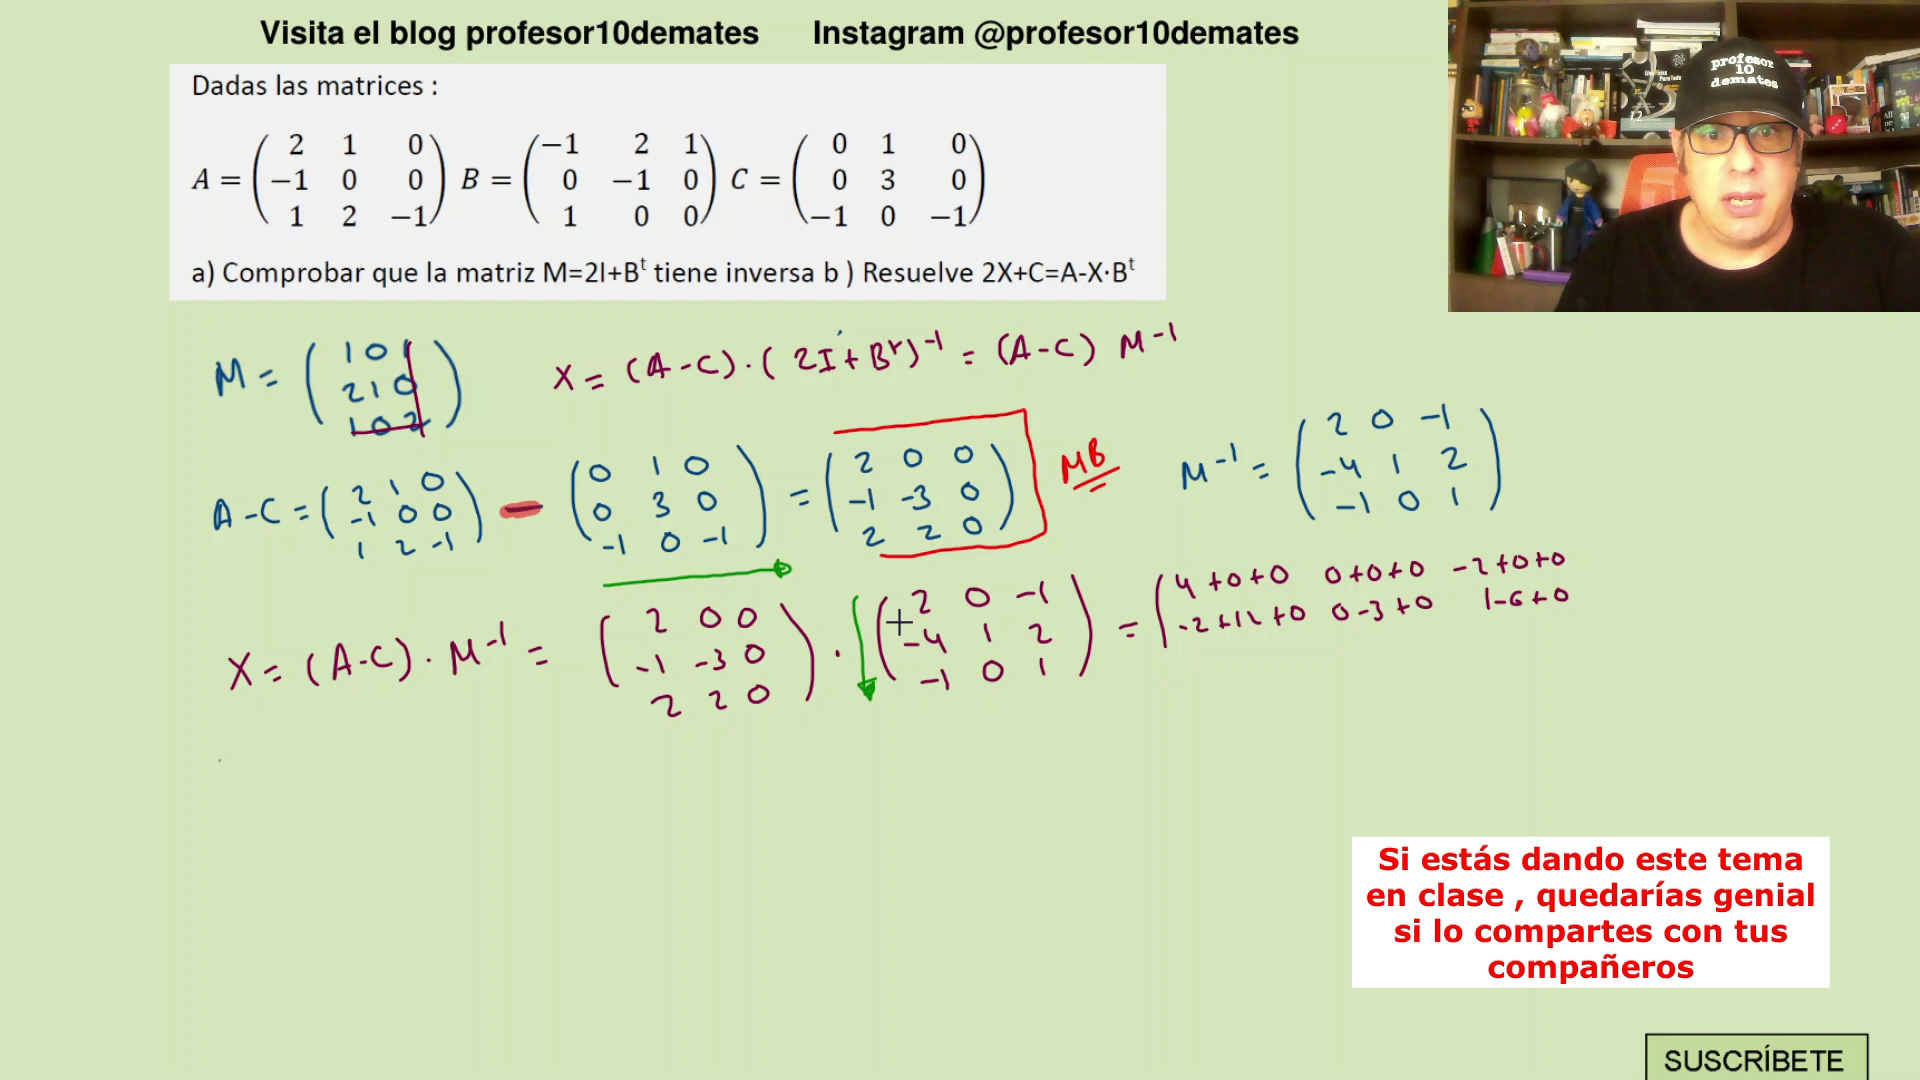 Visita el blog profesor10demates Instagram @profesor10demates
profesor
10
demates
Dadas las matrices :
A = ( 2 1 0 ) B = ( −1 2 1 ) C = ( 0 1 0 )
−1 0 0 0 −1 0 0 3 0
1 2 −1 1 0 0 −1 0 −1
a) Comprobar que la matriz M=2I+Bᵗ tiene inversa b ) Resuelve 2X+C=A-X·Bᵗ
M = ( 1 0 1 )
2 1 0
1 0 2
X = (A-C)·(2I+Bᵗ)⁻¹ = (A-C) M⁻¹
A-C = ( 2 1 0 ) − ( 0 1 0 ) = ( 2 0 0 ) MB
-1 0 0 0 3 0 -1 -3 0
1 2 -1 -1 0 -1 2 2 0
M⁻¹ = ( 2 0 -1 )
-4 1 2
-1 0 1
X = (A-C)·M⁻¹ = ( 2 0 0 ) · ( 2 0 -1 ) = ( 4+0+0 0+0+0 -2+0+0
-1 -3 0 -4 1 2 -2+12+0 0-3+0 1-6+0
2 2 0 -1 0 1
Si estás dando este tema
en clase , quedarías genial
si lo compartes con tus
compañeros
SUSCRÍBETE